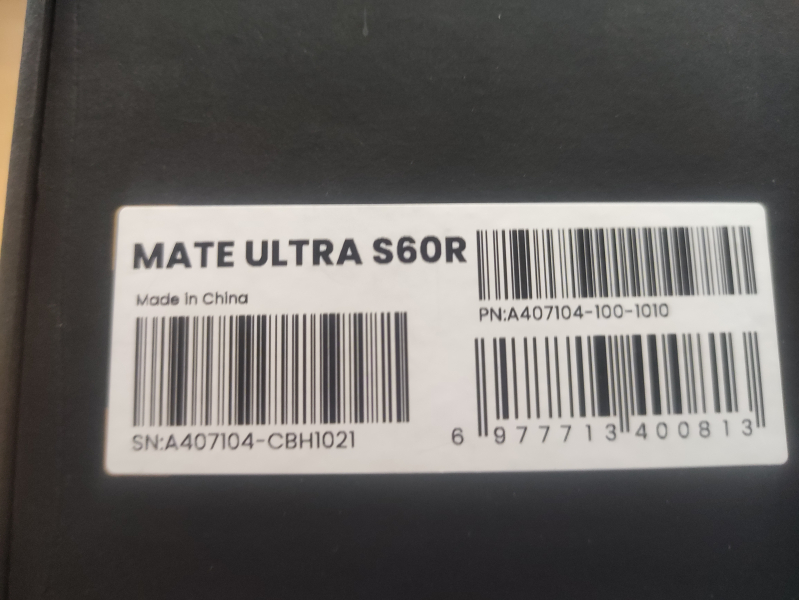 MATE ULTRA S60R
Made in China
SN:A407104-CBH1021
PN:A407104-100-1010
6 977713 400813